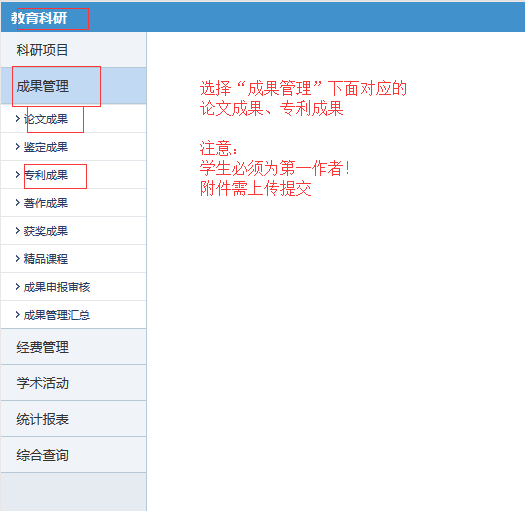 教育科研
科研项目
成果管理
论文成果
鉴定成果
专利成果
著作成果
获奖成果
精品课程
成果申报审核
成果管理汇总
经费管理
学术活动
统计报表
综合查询
选择“成果管理”下面对应的
论文成果、专利成果
注意：
学生必须为第一作者！
附件需上传提交